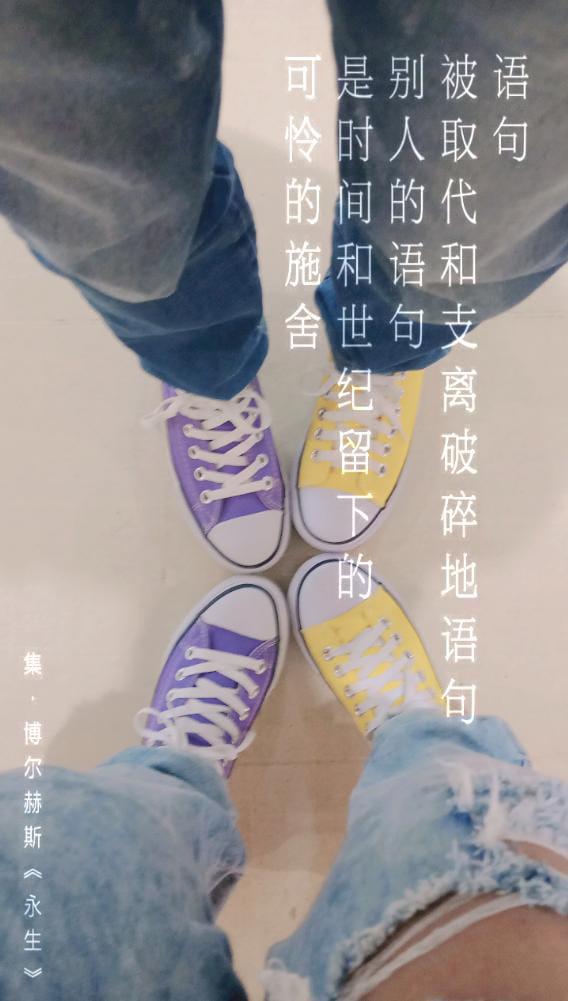 语句
被取代和支离破碎地语句
别人的语句
是时间和世纪留下的
可怜的施舍
集·博尔赫斯《永生》